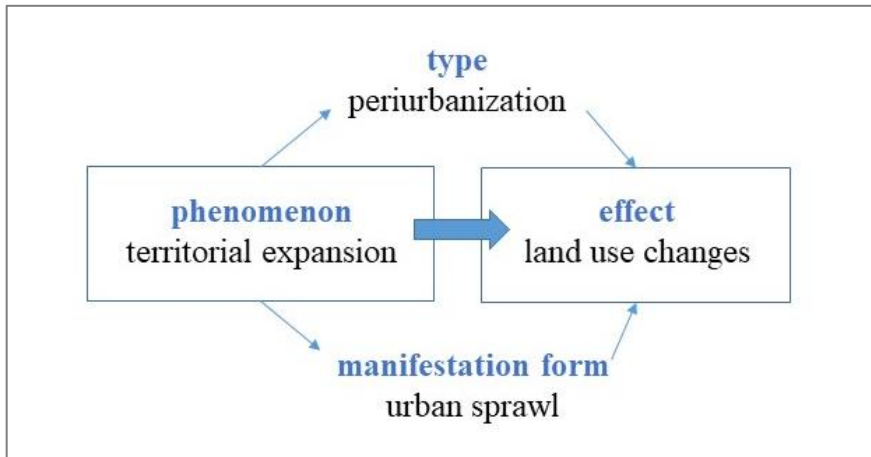 type
periurbanization
phenomenon
territorial expansion
effect
land use changes
manifestation form
urban sprawl